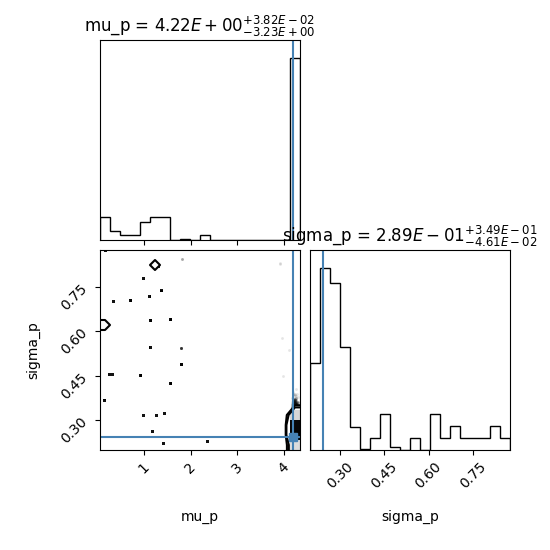 mu_p = 4.22E + 00+3.82E − 02
−3.23E + 00
sigma_p = 2.89E − 01+3.49E − 01
−4.61E − 02
0.75
0.60
0.45
0.30
sigma_p
1
2
3
4
mu_p
0.30
0.45
0.60
0.75
sigma_p